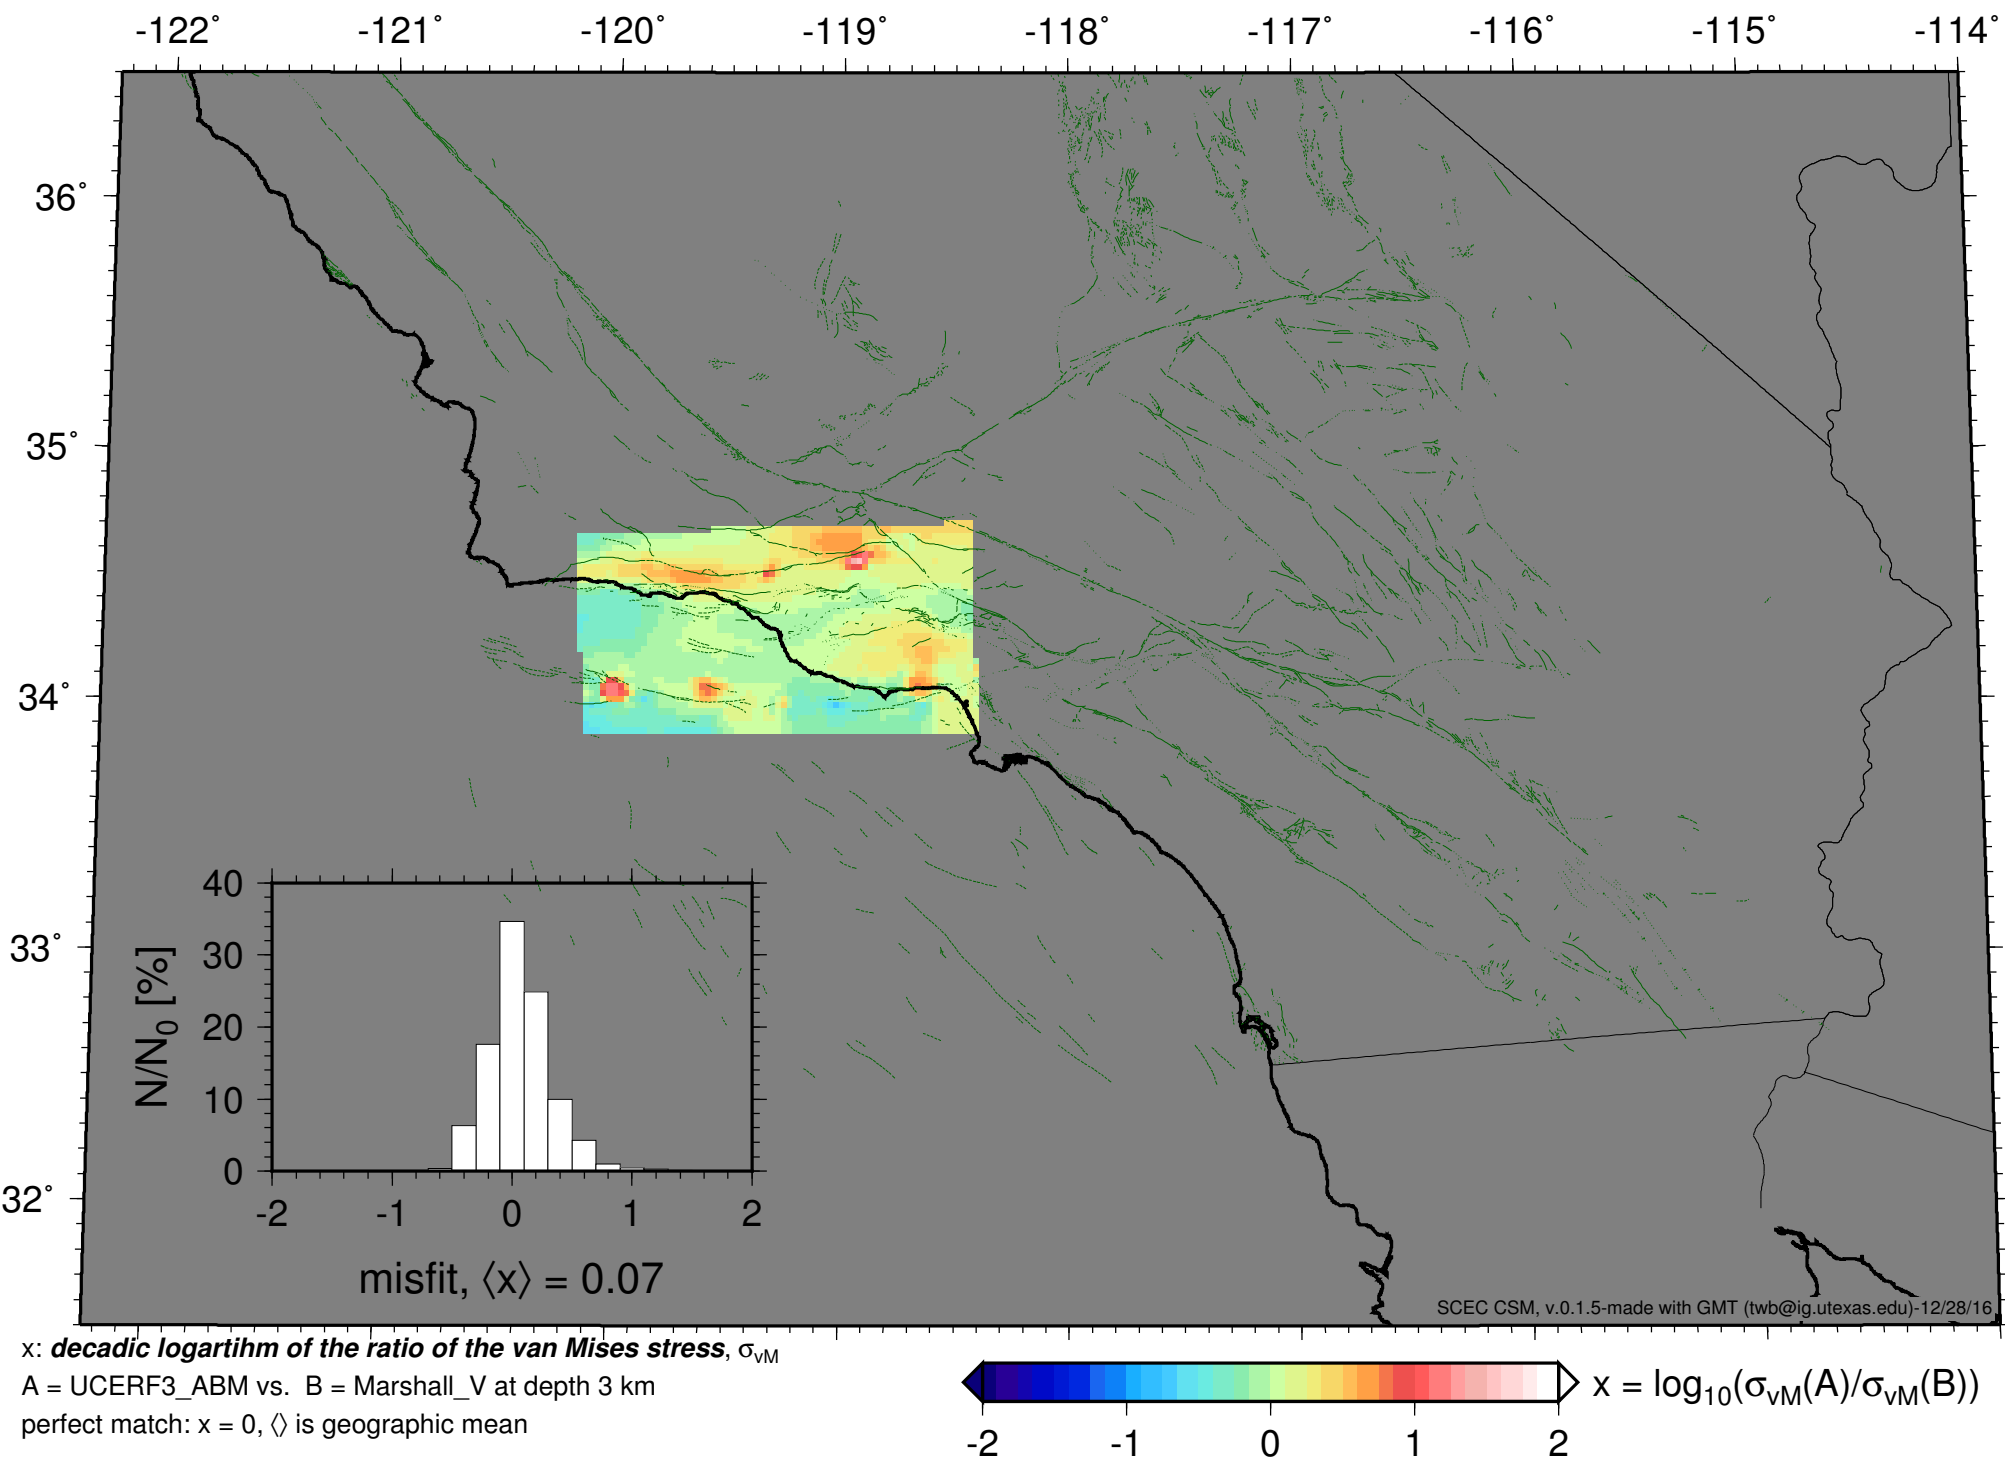 -122° -121° -120° -119° -118° -117° -116° -115° -114°
36°
35°
34°
33°
32°
40
30
20
10
0
N/N0 [%]
-2 -1 0 1 2
misfit, ⟨x⟩ = 0.07
SCEC CSM, v.0.1.5-made with GMT (twb@ig.utexas.edu)-12/28/16
x: decadic logartihm of the ratio of the van Mises stress, σvM
A = UCERF3_ABM vs. B = Marshall_V at depth 3 km
perfect match: x = 0, ⟨⟩ is geographic mean
x = log10(σvM(A)/σvM(B))
-2 -1 0 1 2